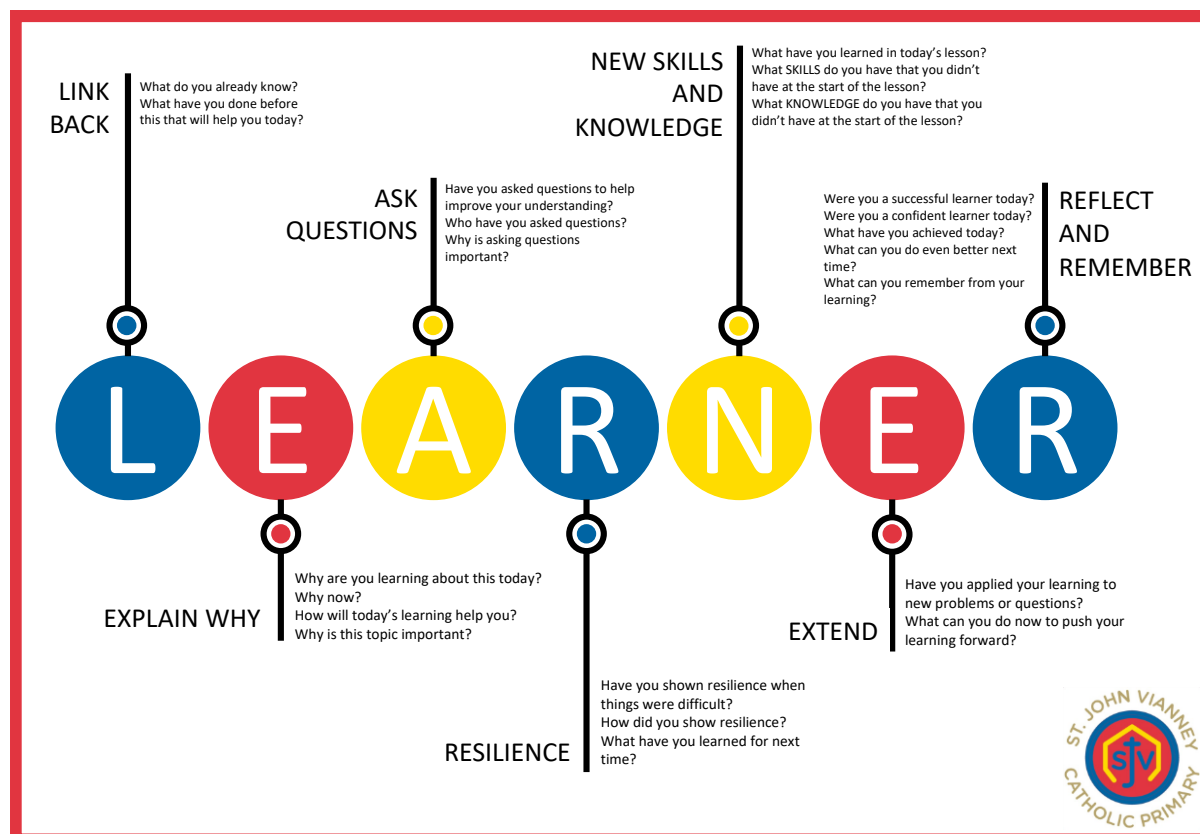 LINK
BACK
What do you already know?
What have you done before
this that will help you today?
ASK
QUESTIONS
Have you asked questions to help
improve your understanding?
Who have you asked questions?
Why is asking questions
important?
NEW SKILLS
AND
KNOWLEDGE
What have you learned in today's lesson?
What SKILLS do you have that you didn't
have at the start of the lesson?
What KNOWLEDGE do you have that you
didn't have at the start of the lesson?
Were you a successful learner today?
Were you a confident learner today?
What have you achieved today?
What can you do even better next
time?
What can you remember from your
learning?
REFLECT
AND
REMEMBER
L E A R N E R
EXPLAIN WHY
Why are you learning about this today?
Why now?
How will today's learning help you?
Why is this topic important?
RESILIENCE
Have you shown resilience when
things were difficult?
How did you show resilience?
What have you learned for next
time?
EXTEND
Have you applied your learning to
new problems or questions?
What can you do now to push your
learning forward?
ST. JOHN VIANNEY
SJV
CATHOLIC PRIMARY